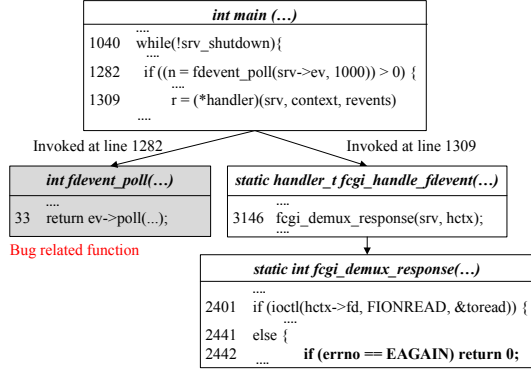 int main (…)
....
1040 while(!srv_shutdown){
....
1282 if ((n = fdevent_poll(srv->ev, 1000)) > 0) {
....
1309 r = (*handler)(srv, context, revents)
....
Invoked at line 1282
Invoked at line 1309
int fdevent_poll(…)
....
33 return ev->poll(...);
Bug related function
static handler_t fcgi_handle_fdevent(…)
....
3146 fcgi_demux_response(srv, hctx);
....
static int fcgi_demux_response(…)
....
2401 if (ioctl(hctx->fd, FIONREAD, &toread)) {
....
2441 else {
2442 if (errno == EAGAIN) return 0;
....